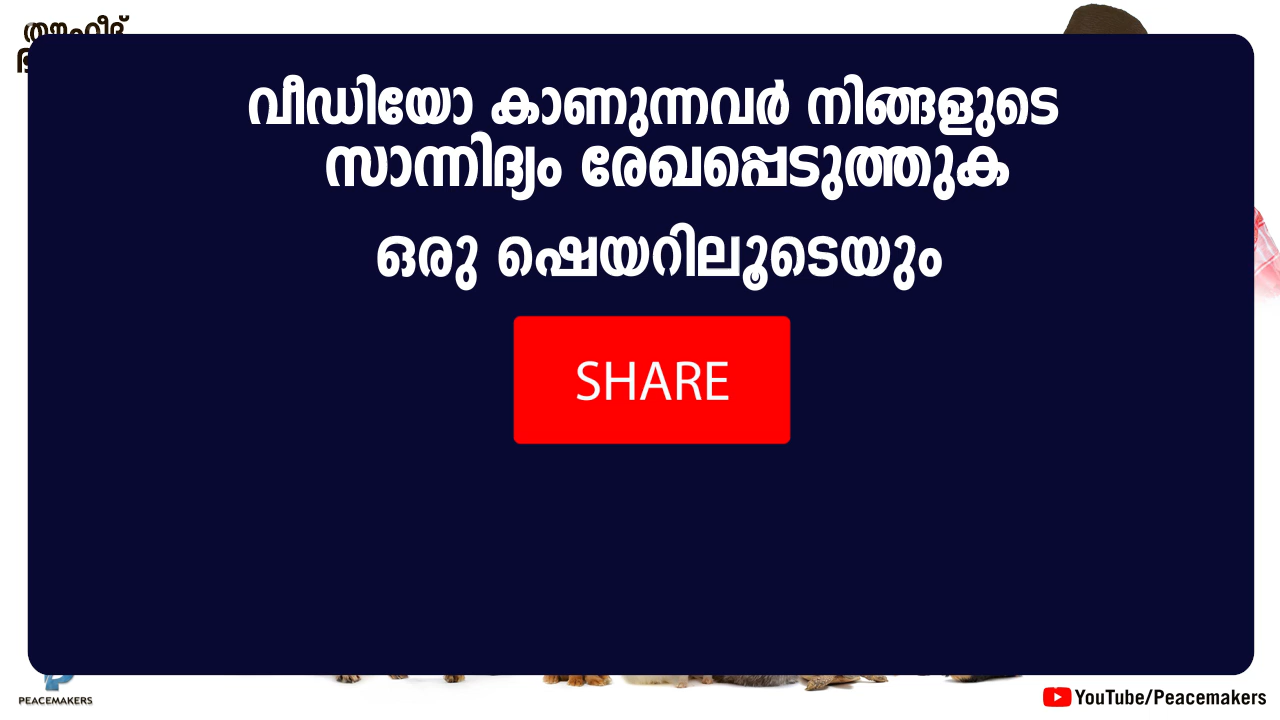 തൗഹീദ്
വീഡിയോ കാണുന്നവർ നിങ്ങളുടെ
സാന്നിദ്യം രേഖപ്പെടുത്തുക
ഒരു ഷെയറിലൂടെയും
SHARE
PEACEMAKERS
YouTube/Peacemakers